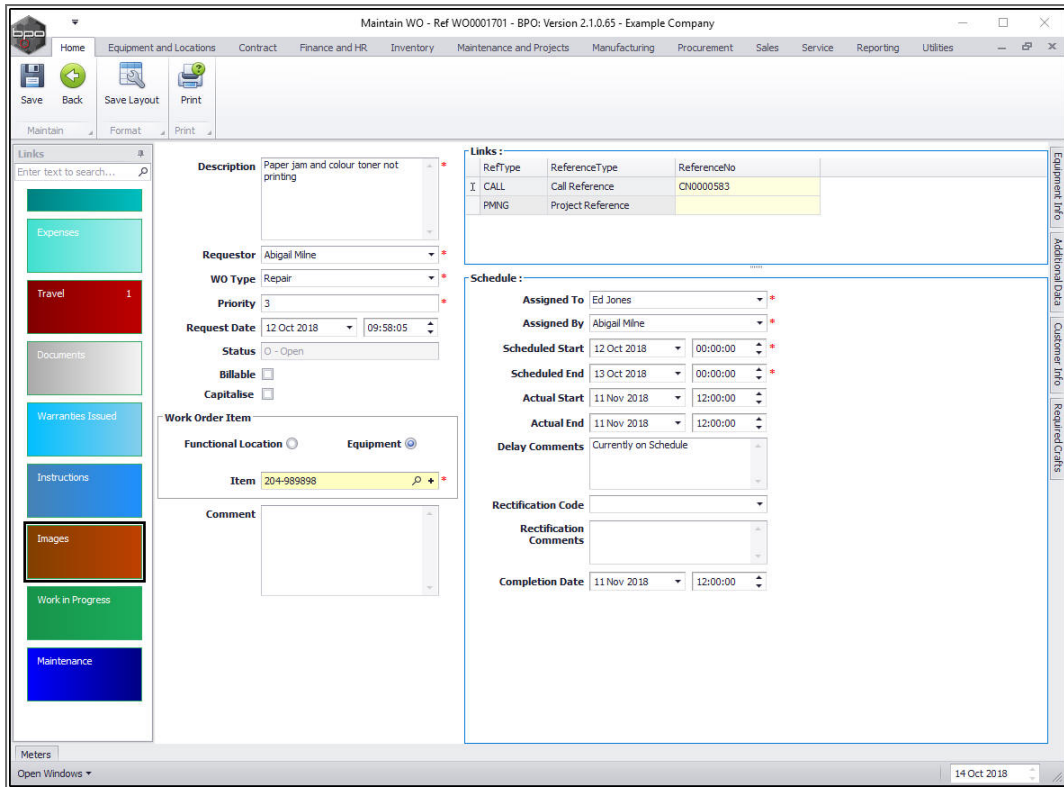 Maintain WO - Ref WO0001701 - BPO: Version 2.1.0.65 - Example Company
bpo
Home Equipment and Locations Contract Finance and HR Inventory Maintenance and Projects Manufacturing Procurement Sales Service Reporting Utilities
Save Back Save Layout Print
Maintain Format Print
Links
Enter text to search...
Expenses
Travel 1
Documents
Warranties Issued
Instructions
Images
Work in Progress
Maintenance
Description Paper jam and colour toner not
printing *
Requestor Abigail Milne *
WO Type Repair *
Priority 3 *
Request Date 12 Oct 2018 09:58:05
Status O - Open
Billable
Capitalise
Work Order Item
Functional Location Equipment
Item 204-989898 *
Comment
Links :
RefType ReferenceType ReferenceNo
CALL Call Reference CN0000583
PMNG Project Reference
Schedule :
Assigned To Ed Jones *
Assigned By Abigail Milne *
Scheduled Start 12 Oct 2018 00:00:00 *
Scheduled End 13 Oct 2018 00:00:00 *
Actual Start 11 Nov 2018 12:00:00
Actual End 11 Nov 2018 12:00:00
Delay Comments Currently on Schedule
Rectification Code
Rectification
Comments
Completion Date 11 Nov 2018 12:00:00
Equipment Info
Additional Data
Customer Info
Required Crafts
Meters
Open Windows
14 Oct 2018